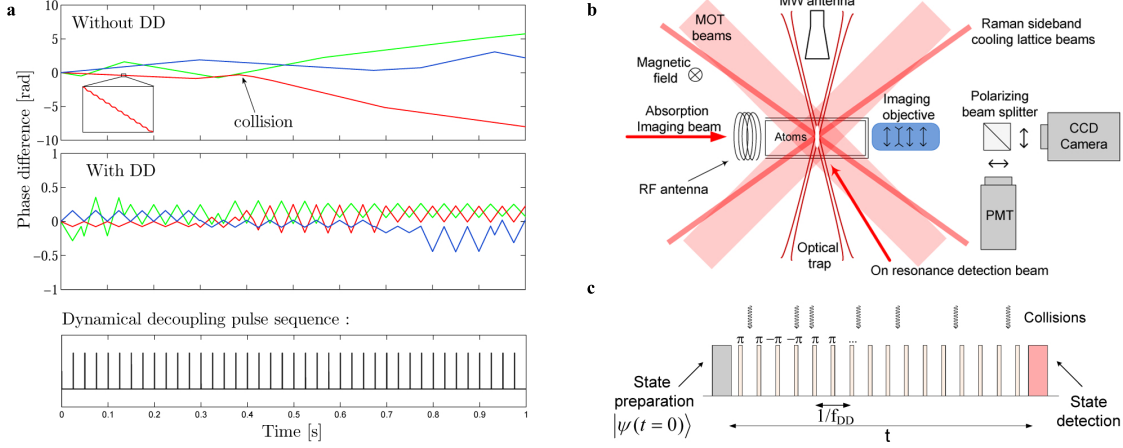 a
Without DD
10
5
0
-5
-10
collision
Phase difference [rad]
With DD
1
0.5
0
-0.5
-1
Dynamical decoupling pulse sequence :
0
0.1
0.2
0.3
0.4
0.5
0.6
0.7
0.8
0.9
1
Time [s]
b
MW antenna
MOT
beams
Raman sideband
cooling lattice beams
Magnetic
field
Absorption
Imaging beam
Atoms
Imaging
objective
Polarizing
beam splitter
CCD
Camera
RF antenna
PMT
Optical
trap
On resonance detection beam
c
Collisions
π π -π -π π π ...
State
preparation
|ψ(t = 0)⟩
1/f_DD
t
State
detection